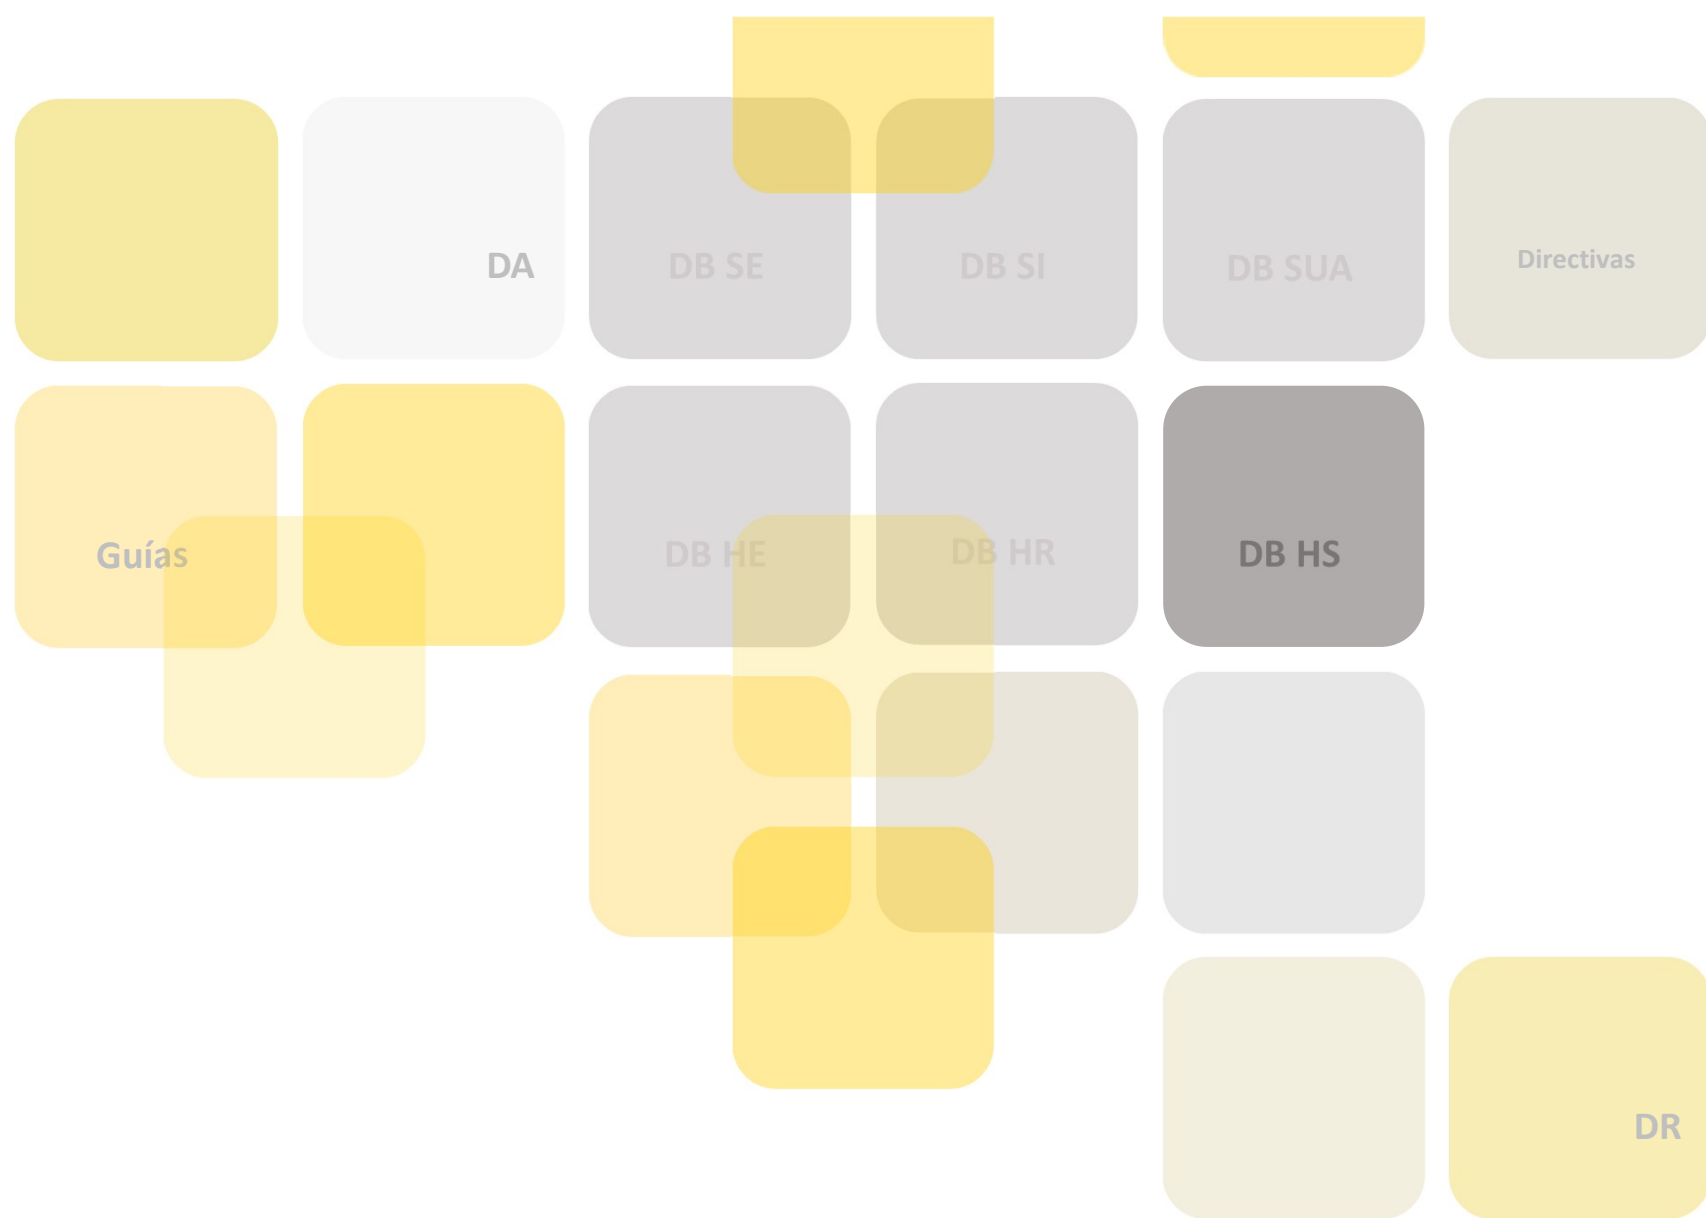 DA
DB SE
DB SI
DB SUA
Directivas
Guías
DB HE
DB HR
DB HS
DR